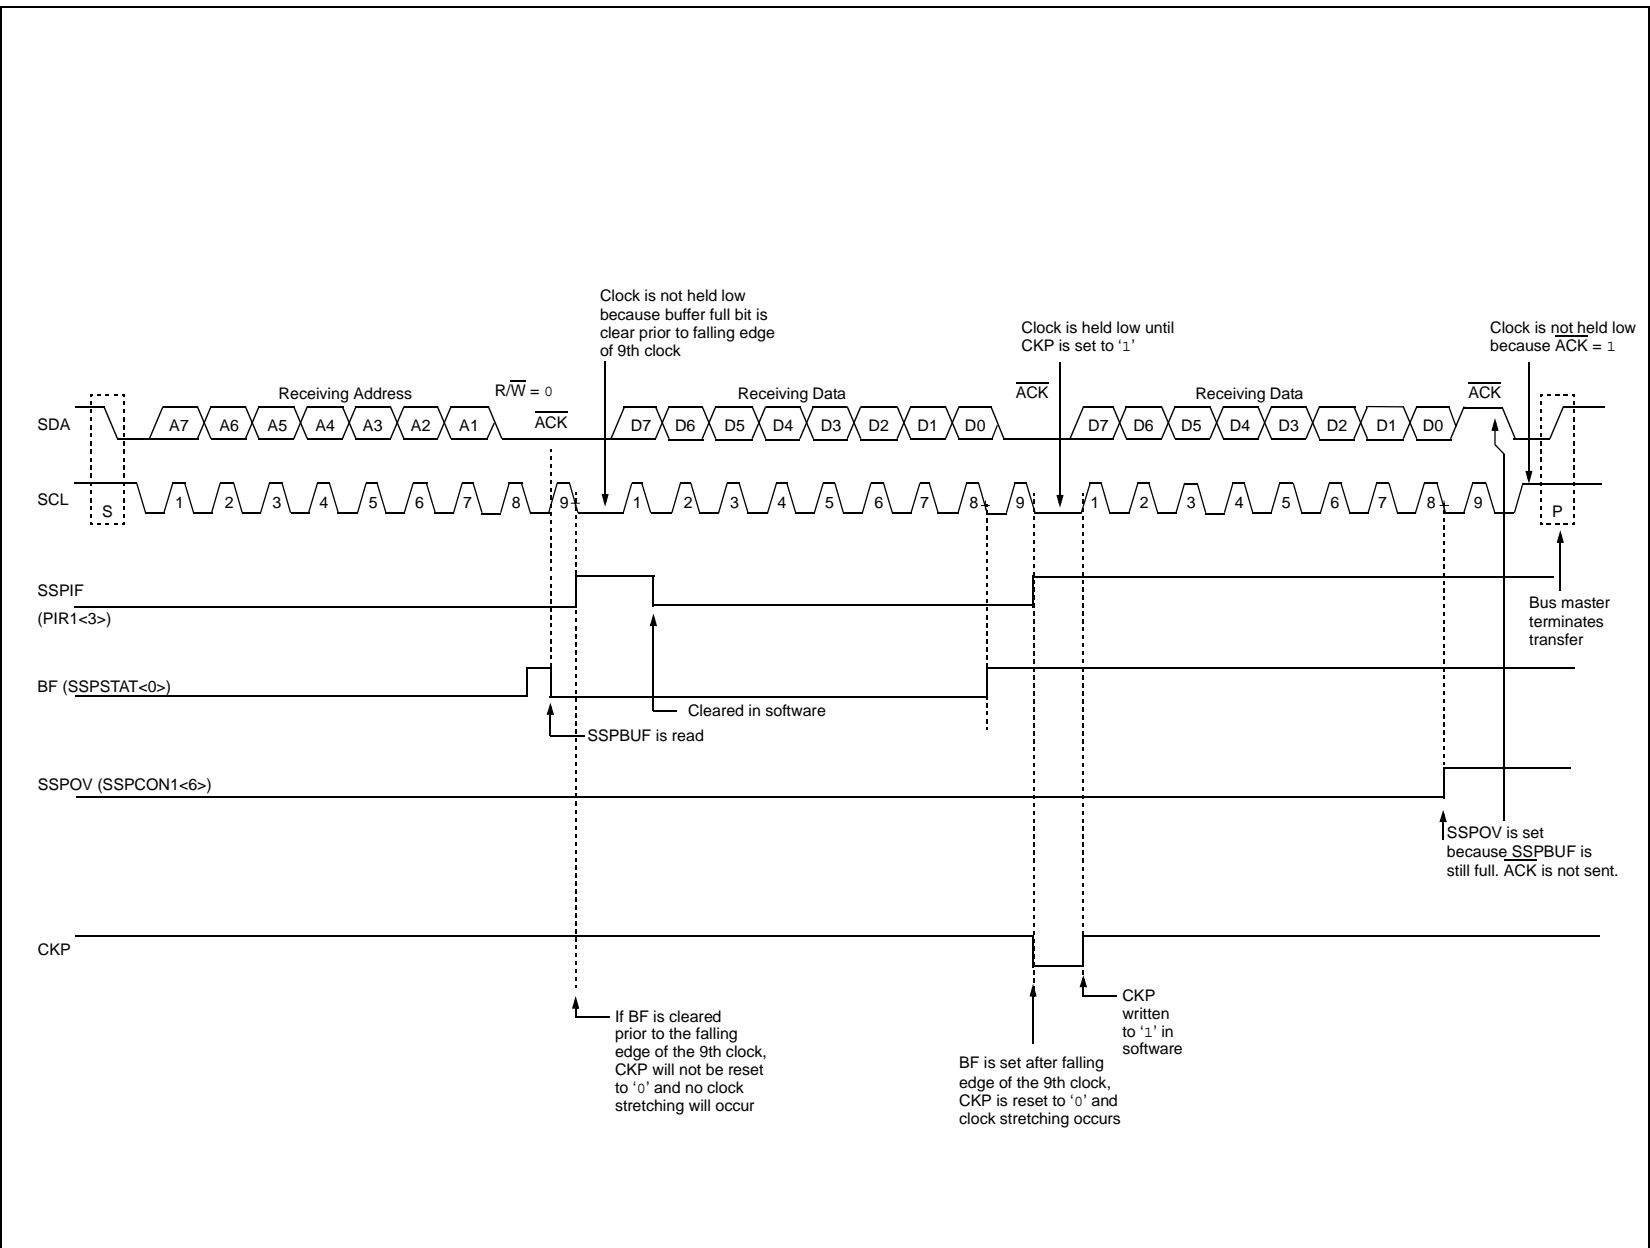 Clock is not held low
because buffer full bit is
clear prior to falling edge
of 9th clock
Clock is held low until
CKP is set to ‘1’
Clock is not held low
because ACK = 1
Receiving Address
R/W = 0
ACK
Receiving Data
ACK
Receiving Data
ACK
SDA
A7 A6 A5 A4 A3 A2 A1
D7 D6 D5 D4 D3 D2 D1 D0
D7 D6 D5 D4 D3 D2 D1 D0
SCL
S
1 2 3 4 5 6 7 8 9
1 2 3 4 5 6 7 8 9
1 2 3 4 5 6 7 8 9
P
SSPIF
(PIR1<3>)
Bus master
terminates
transfer
BF (SSPSTAT<0>)
Cleared in software
SSPBUF is read
SSPOV (SSPCON1<6>)
SSPOV is set
because SSPBUF is
still full. ACK is not sent.
CKP
If BF is cleared
prior to the falling
edge of the 9th clock,
CKP will not be reset
to ‘0’ and no clock
stretching will occur
BF is set after falling
edge of the 9th clock,
CKP is reset to ‘0’ and
clock stretching occurs
CKP
written
to ‘1’ in
software